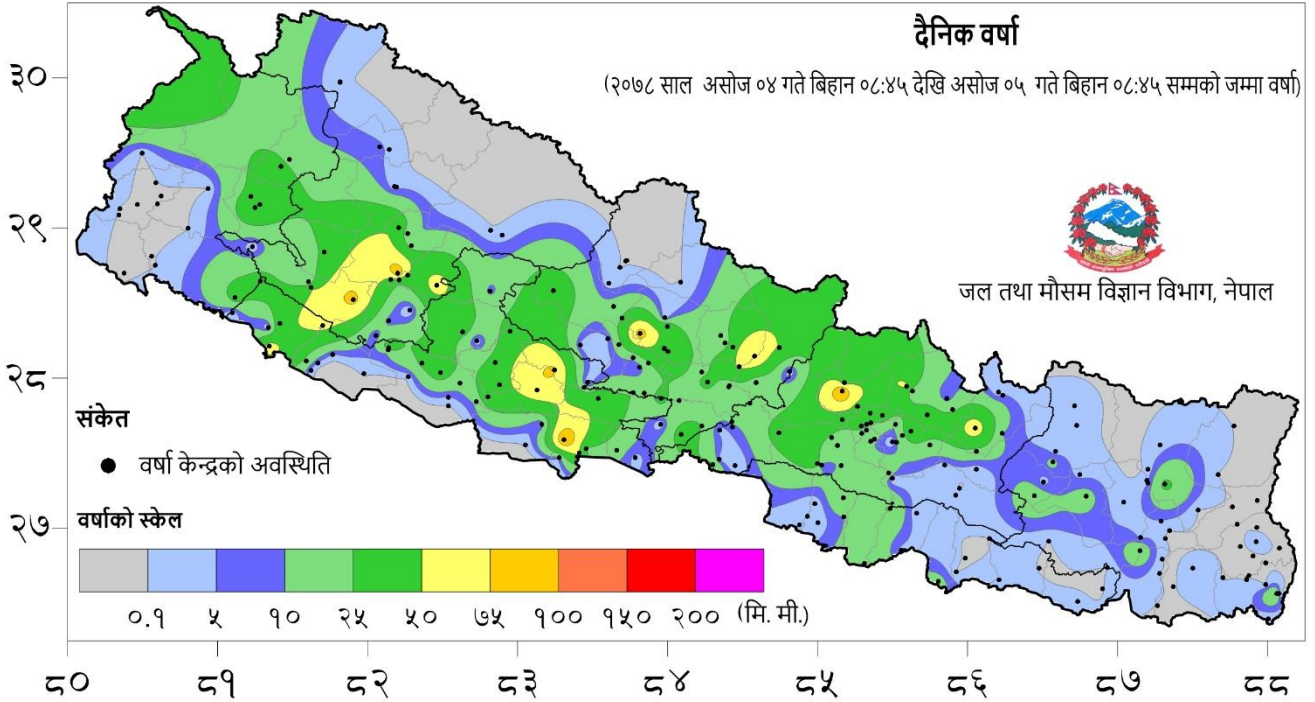 दैनिक वर्षा
(२०७८ साल असोज ०४ गते बिहान ०८:४५ देखि असोज ०५ गते बिहान ०८:४५ सम्मको जम्मा वर्षा)
जल तथा मौसम विज्ञान विभाग, नेपाल
३०
२९
२८
२७
संकेत
वर्षा केन्द्रको अवस्थिति
वर्षाको स्केल
०.१ ५ १० २५ ५० ७५ १०० १५० २०० (मि. मी.)
८० ८१ ८२ ८३ ८४ ८५ ८६ ८७ ८८